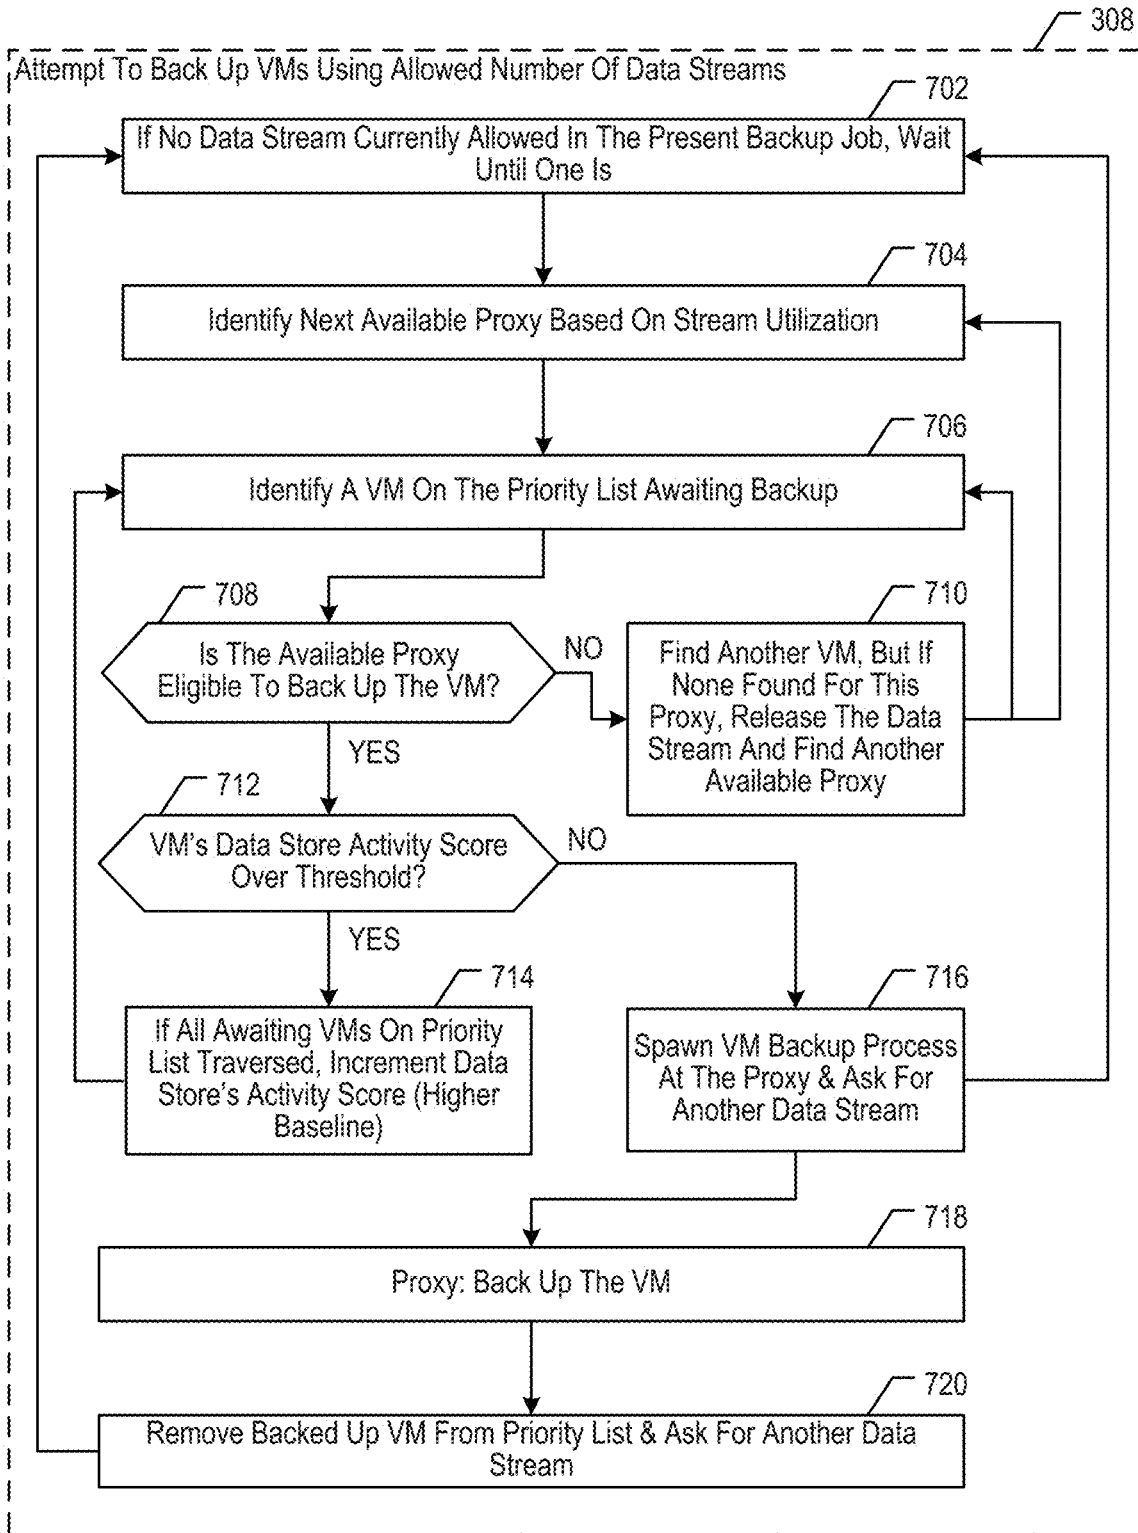 308
Attempt To Back Up VMs Using Allowed Number Of Data Streams
702
If No Data Stream Currently Allowed In The Present Backup Job, Wait
Until One Is
704
Identify Next Available Proxy Based On Stream Utilization
706
Identify A VM On The Priority List Awaiting Backup
708
Is The Available Proxy
Eligible To Back Up The VM?
NO
710
Find Another VM, But If
None Found For This
Proxy, Release The Data
Stream And Find Another
Available Proxy
YES
712
VM's Data Store Activity Score
Over Threshold?
NO
YES
714
If All Awaiting VMs On Priority
List Traversed, Increment Data
Store's Activity Score (Higher
Baseline)
716
Spawn VM Backup Process
At The Proxy & Ask For
Another Data Stream
718
Proxy: Back Up The VM
720
Remove Backed Up VM From Priority List & Ask For Another Data
Stream